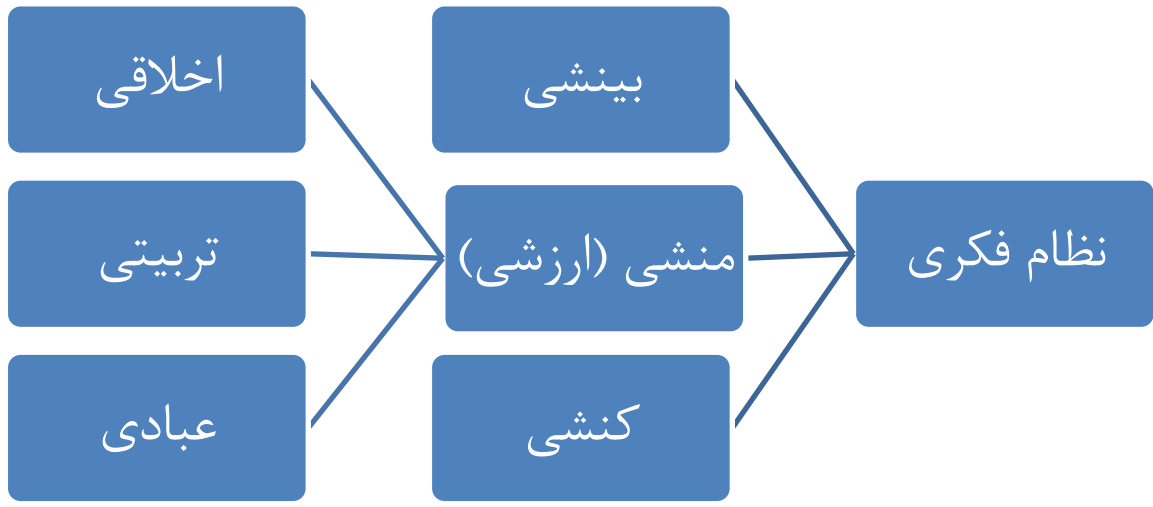 نظام فکری
بینشی
منشی (ارزشی)
کنشی
اخلاقی
تربیتی
عبادی